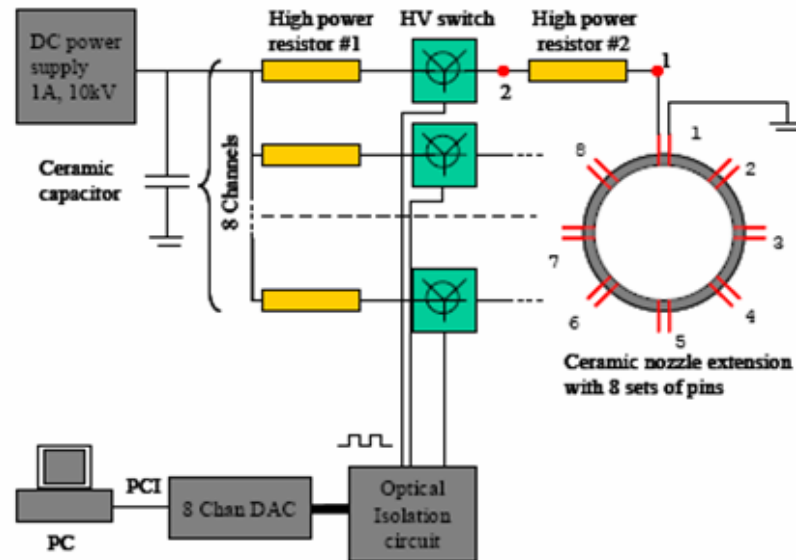 DC power
supply
1A, 10kV
High power
resistor #1
HV switch
High power
resistor #2
1
2
Ceramic
capacitor
8 Channels
1
2
3
4
5
6
7
8
Ceramic nozzle extension
with 8 sets of pins
PC
PCI
8 Chan DAC
Optical
Isolation
circuit